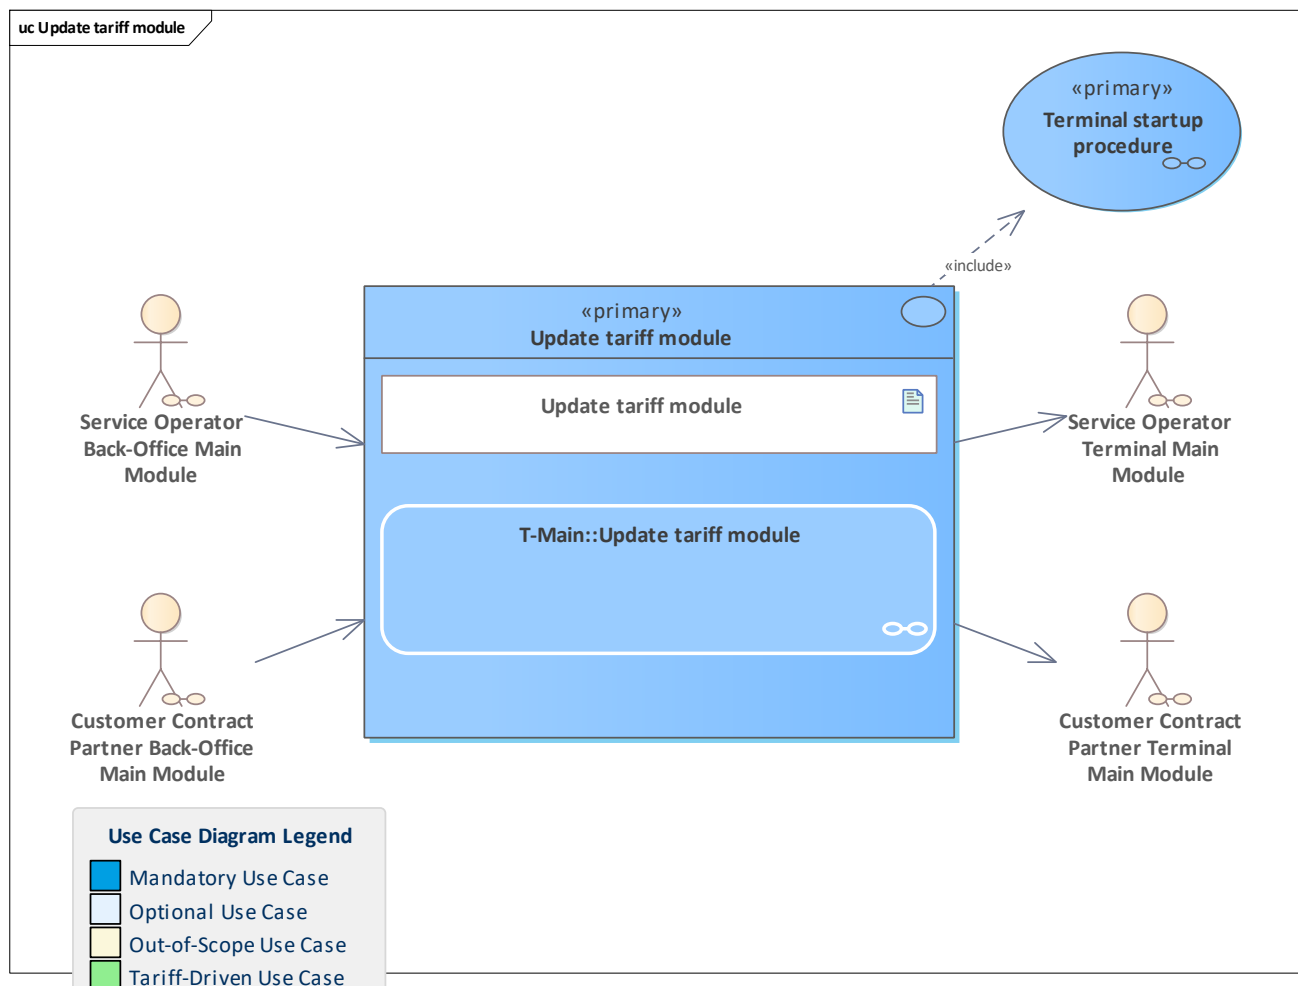 uc Update tariff module
«primary»
Terminal startup
procedure
«include»
«primary»
Update tariff module
Update tariff module
T-Main::Update tariff module
Service Operator
Back-Office Main
Module
Service Operator
Terminal Main
Module
Customer Contract
Partner Back-Office
Main Module
Customer Contract
Partner Terminal
Main Module
Use Case Diagram Legend
Mandatory Use Case
Optional Use Case
Out-of-Scope Use Case
Tariff-Driven Use Case